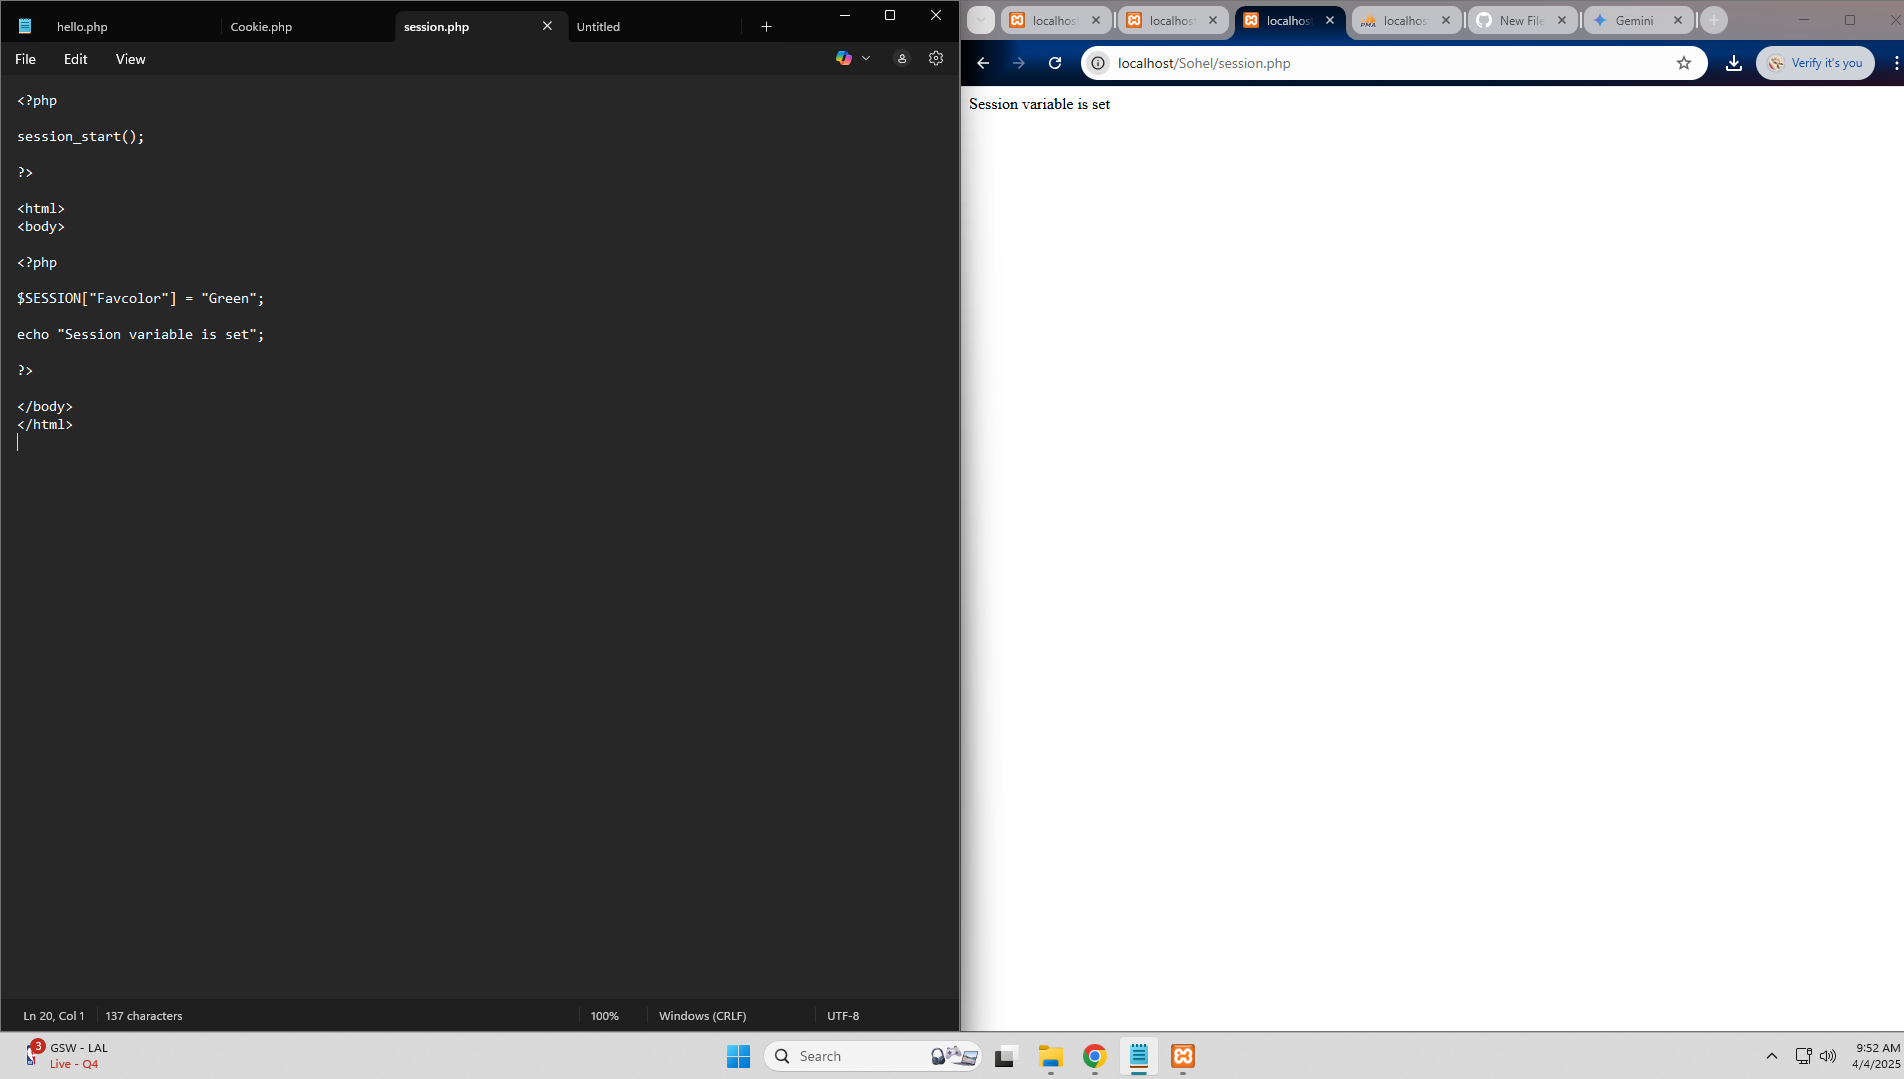 hello.php
Cookie.php
session.php
Untitled
File
Edit
View
<?php
session_start();
?>
<html>
<body>
<?php
$SESSION["Favcolor"] = "Green";
echo "Session variable is set";
?>
</body>
</html>
Ln 20, Col 1
137 characters
100%
Windows (CRLF)
UTF-8
localhos
localhos
localhos
localhos
New File
Gemini
localhost/Sohel/session.php
Verify it's you
Session variable is set
3
GSW - LAL
Live - Q4
Search
9:52 AM
4/4/2025